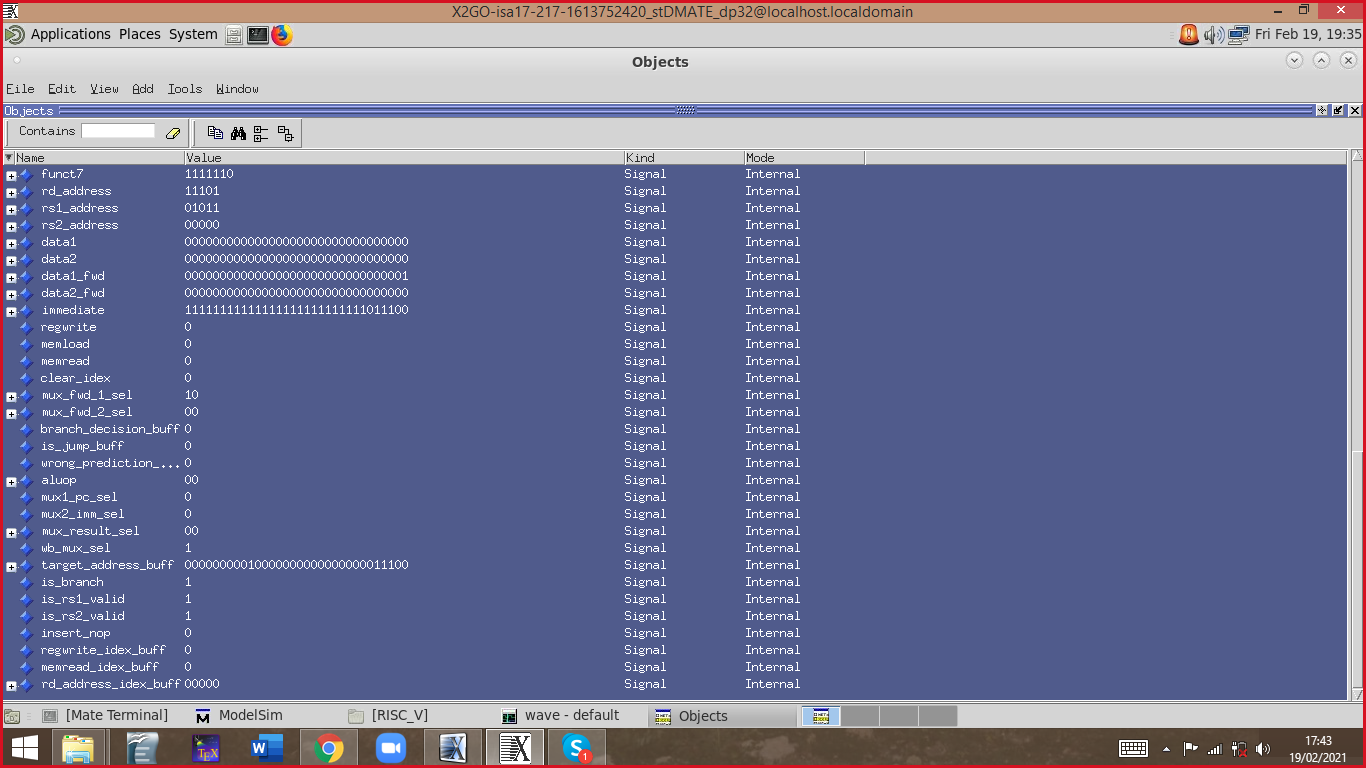 X2GO-isa17-217-1613752420_stDMATE_dp32@localhost.localdomain
Applications Places System Fri Feb 19, 19:35
Objects
File Edit View Add Tools Window
Objects
Contains
Name Value Kind Mode
funct7 1111110 Signal Internal
rd_address 11101 Signal Internal
rs1_address 01011 Signal Internal
rs2_address 00000 Signal Internal
data1 00000000000000000000000000000000 Signal Internal
data2 00000000000000000000000000000000 Signal Internal
data1_fwd 00000000000000000000000000000001 Signal Internal
data2_fwd 00000000000000000000000000000000 Signal Internal
immediate 11111111111111111111111111011100 Signal Internal
regwrite 0 Signal Internal
memload 0 Signal Internal
memread 0 Signal Internal
clear_idex 0 Signal Internal
mux_fwd_1_sel 10 Signal Internal
mux_fwd_2_sel 00 Signal Internal
branch_decision_buff 0 Signal Internal
is_jump_buff 0 Signal Internal
wrong_prediction_... 0 Signal Internal
aluop 00 Signal Internal
mux1_pc_sel 0 Signal Internal
mux2_imm_sel 0 Signal Internal
mux_result_sel 00 Signal Internal
wb_mux_sel 1 Signal Internal
target_address_buff 00000000010000000000000000011100 Signal Internal
is_branch 1 Signal Internal
is_rs1_valid 1 Signal Internal
is_rs2_valid 1 Signal Internal
insert_nop 0 Signal Internal
regwrite_idex_buff 0 Signal Internal
memread_idex_buff 0 Signal Internal
rd_address_idex_buff 00000 Signal Internal
[Mate Terminal] ModelSim [RISC_V] wave - default Objects
17:43
19/02/2021